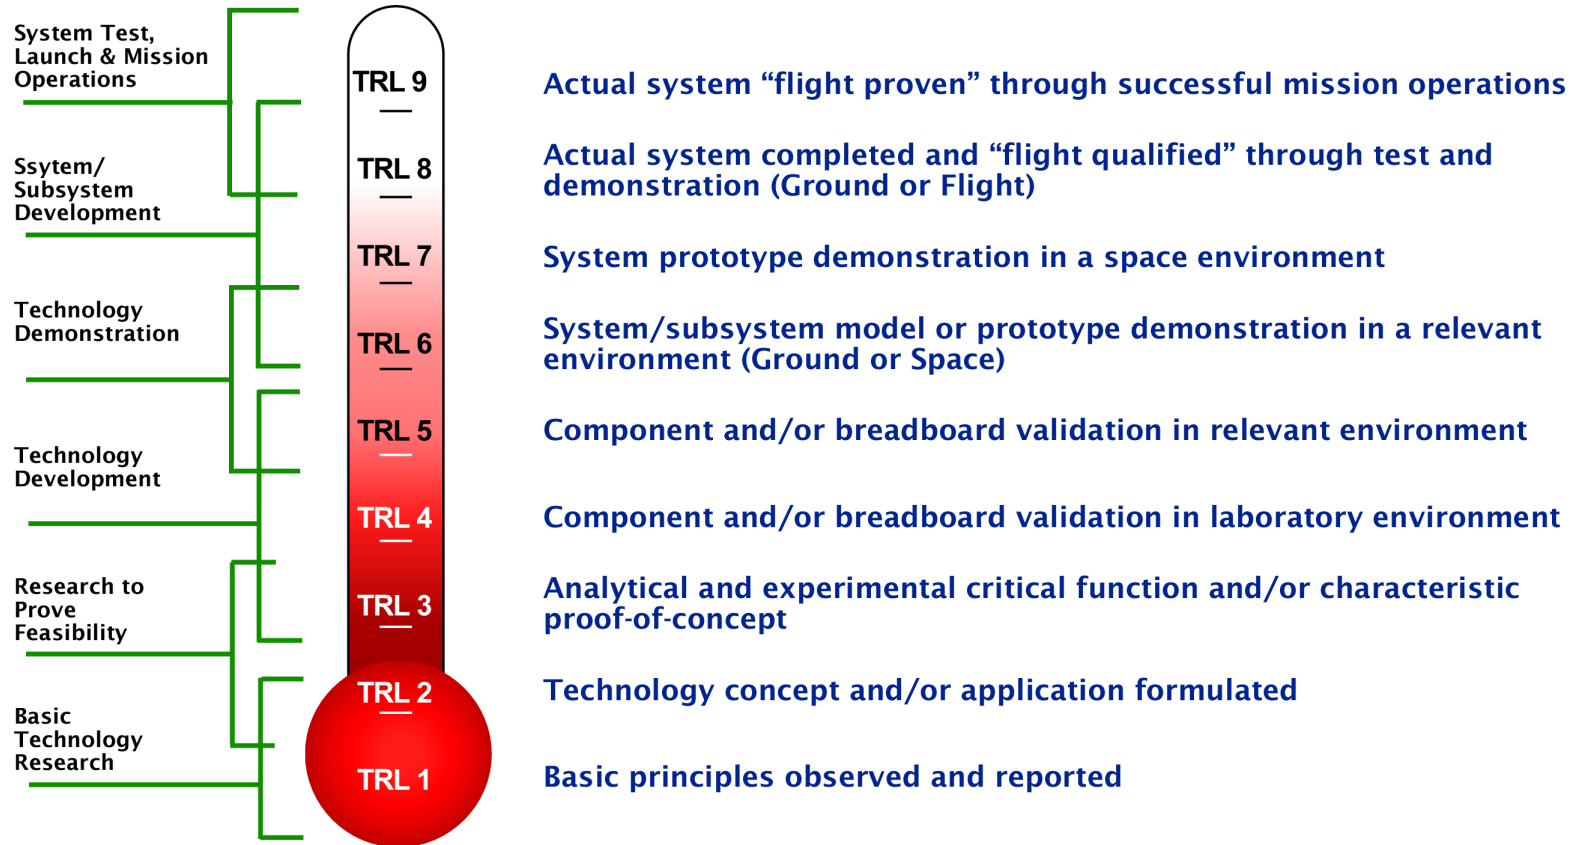 System Test,
Launch & Mission
Operations
Ssytem/
Subsystem
Development
Technology
Demonstration
Technology
Development
Research to
Prove
Feasibility
Basic
Technology
Research
TRL 9
TRL 8
TRL 7
TRL 6
TRL 5
TRL 4
TRL 3
TRL 2
TRL 1
Actual system “flight proven” through successful mission operations
Actual system completed and “flight qualified” through test and
demonstration (Ground or Flight)
System prototype demonstration in a space environment
System/subsystem model or prototype demonstration in a relevant
environment (Ground or Space)
Component and/or breadboard validation in relevant environment
Component and/or breadboard validation in laboratory environment
Analytical and experimental critical function and/or characteristic
proof-of-concept
Technology concept and/or application formulated
Basic principles observed and reported